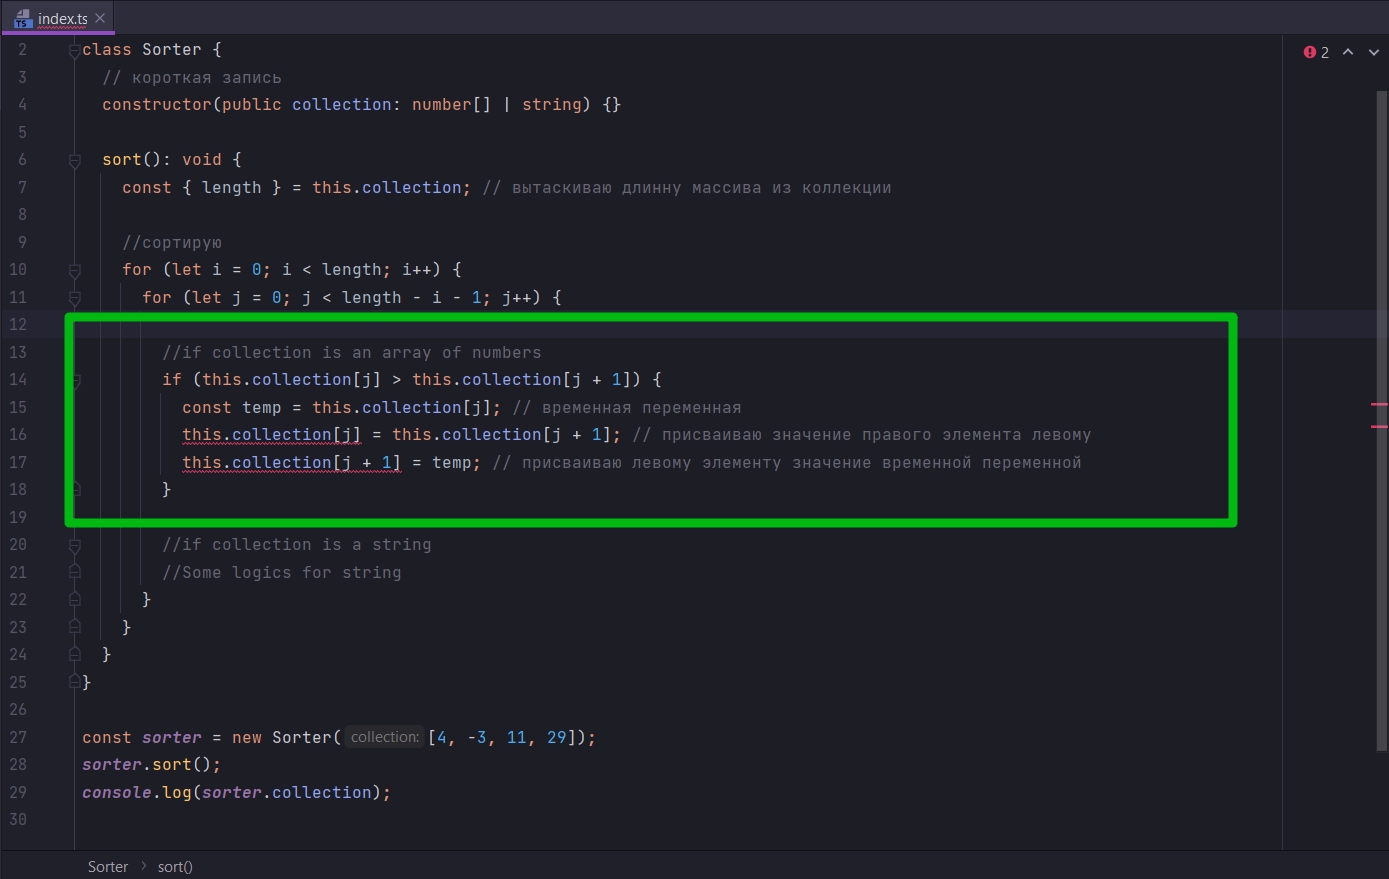 index.ts
2
2 class Sorter {
3 // короткая запись
4 constructor(public collection: number[] | string) {}
5
6 sort(): void {
7 const { length } = this.collection; // вытаскиваю длинну массива из коллекции
8
9 //сортирую
10 for (let i = 0; i < length; i++) {
11 for (let j = 0; j < length - i - 1; j++) {
12
13 //if collection is an array of numbers
14 if (this.collection[j] > this.collection[j + 1]) {
15 const temp = this.collection[j]; // временная переменная
16 this.collection[j] = this.collection[j + 1]; // присваиваю значение правого элемента левому
17 this.collection[j + 1] = temp; // присваиваю левому элементу значение временной переменной
18 }
19
20 //if collection is a string
21 //Some logics for string
22 }
23 }
24 }
25 }
26
27 const sorter = new Sorter( collection: [4, -3, 11, 29]);
28 sorter.sort();
29 console.log(sorter.collection);
30
Sorter > sort()